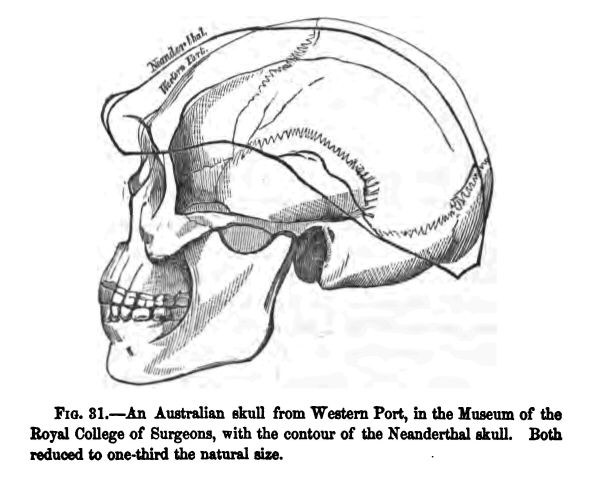 Neanderthal.
Western Port.
FIG. 31.—An Australian skull from Western Port, in the Museum of the
Royal College of Surgeons, with the contour of the Neanderthal skull. Both
reduced to one-third the natural size.